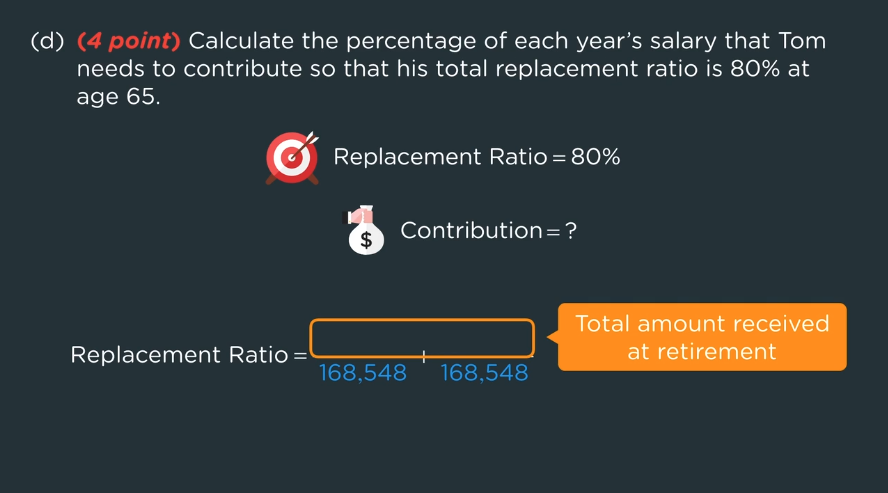 (d) (4 point) Calculate the percentage of each year’s salary that Tom
needs to contribute so that his total replacement ratio is 80% at
age 65.
Replacement Ratio = 80%
$ Contribution = ?
Total amount received
at retirement
Replacement Ratio = +
168,548 168,548